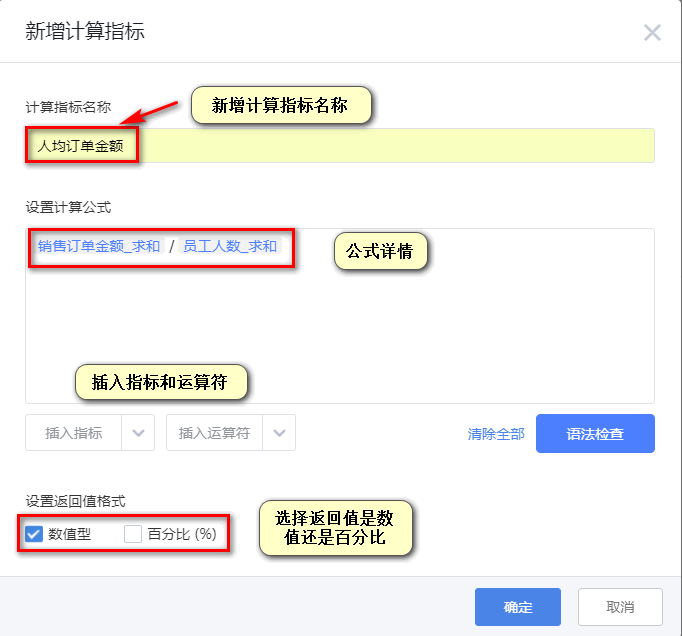 新增计算指标
计算指标名称
新增计算指标名称
人均订单金额
设置计算公式
销售订单金额_求和 / 员工人数_求和
公式详情
插入指标和运算符
插入指标
插入运算符
清除全部
语法检查
设置返回值格式
数值型
百分比 (%)
选择返回值是数
值还是百分比
确定
取消